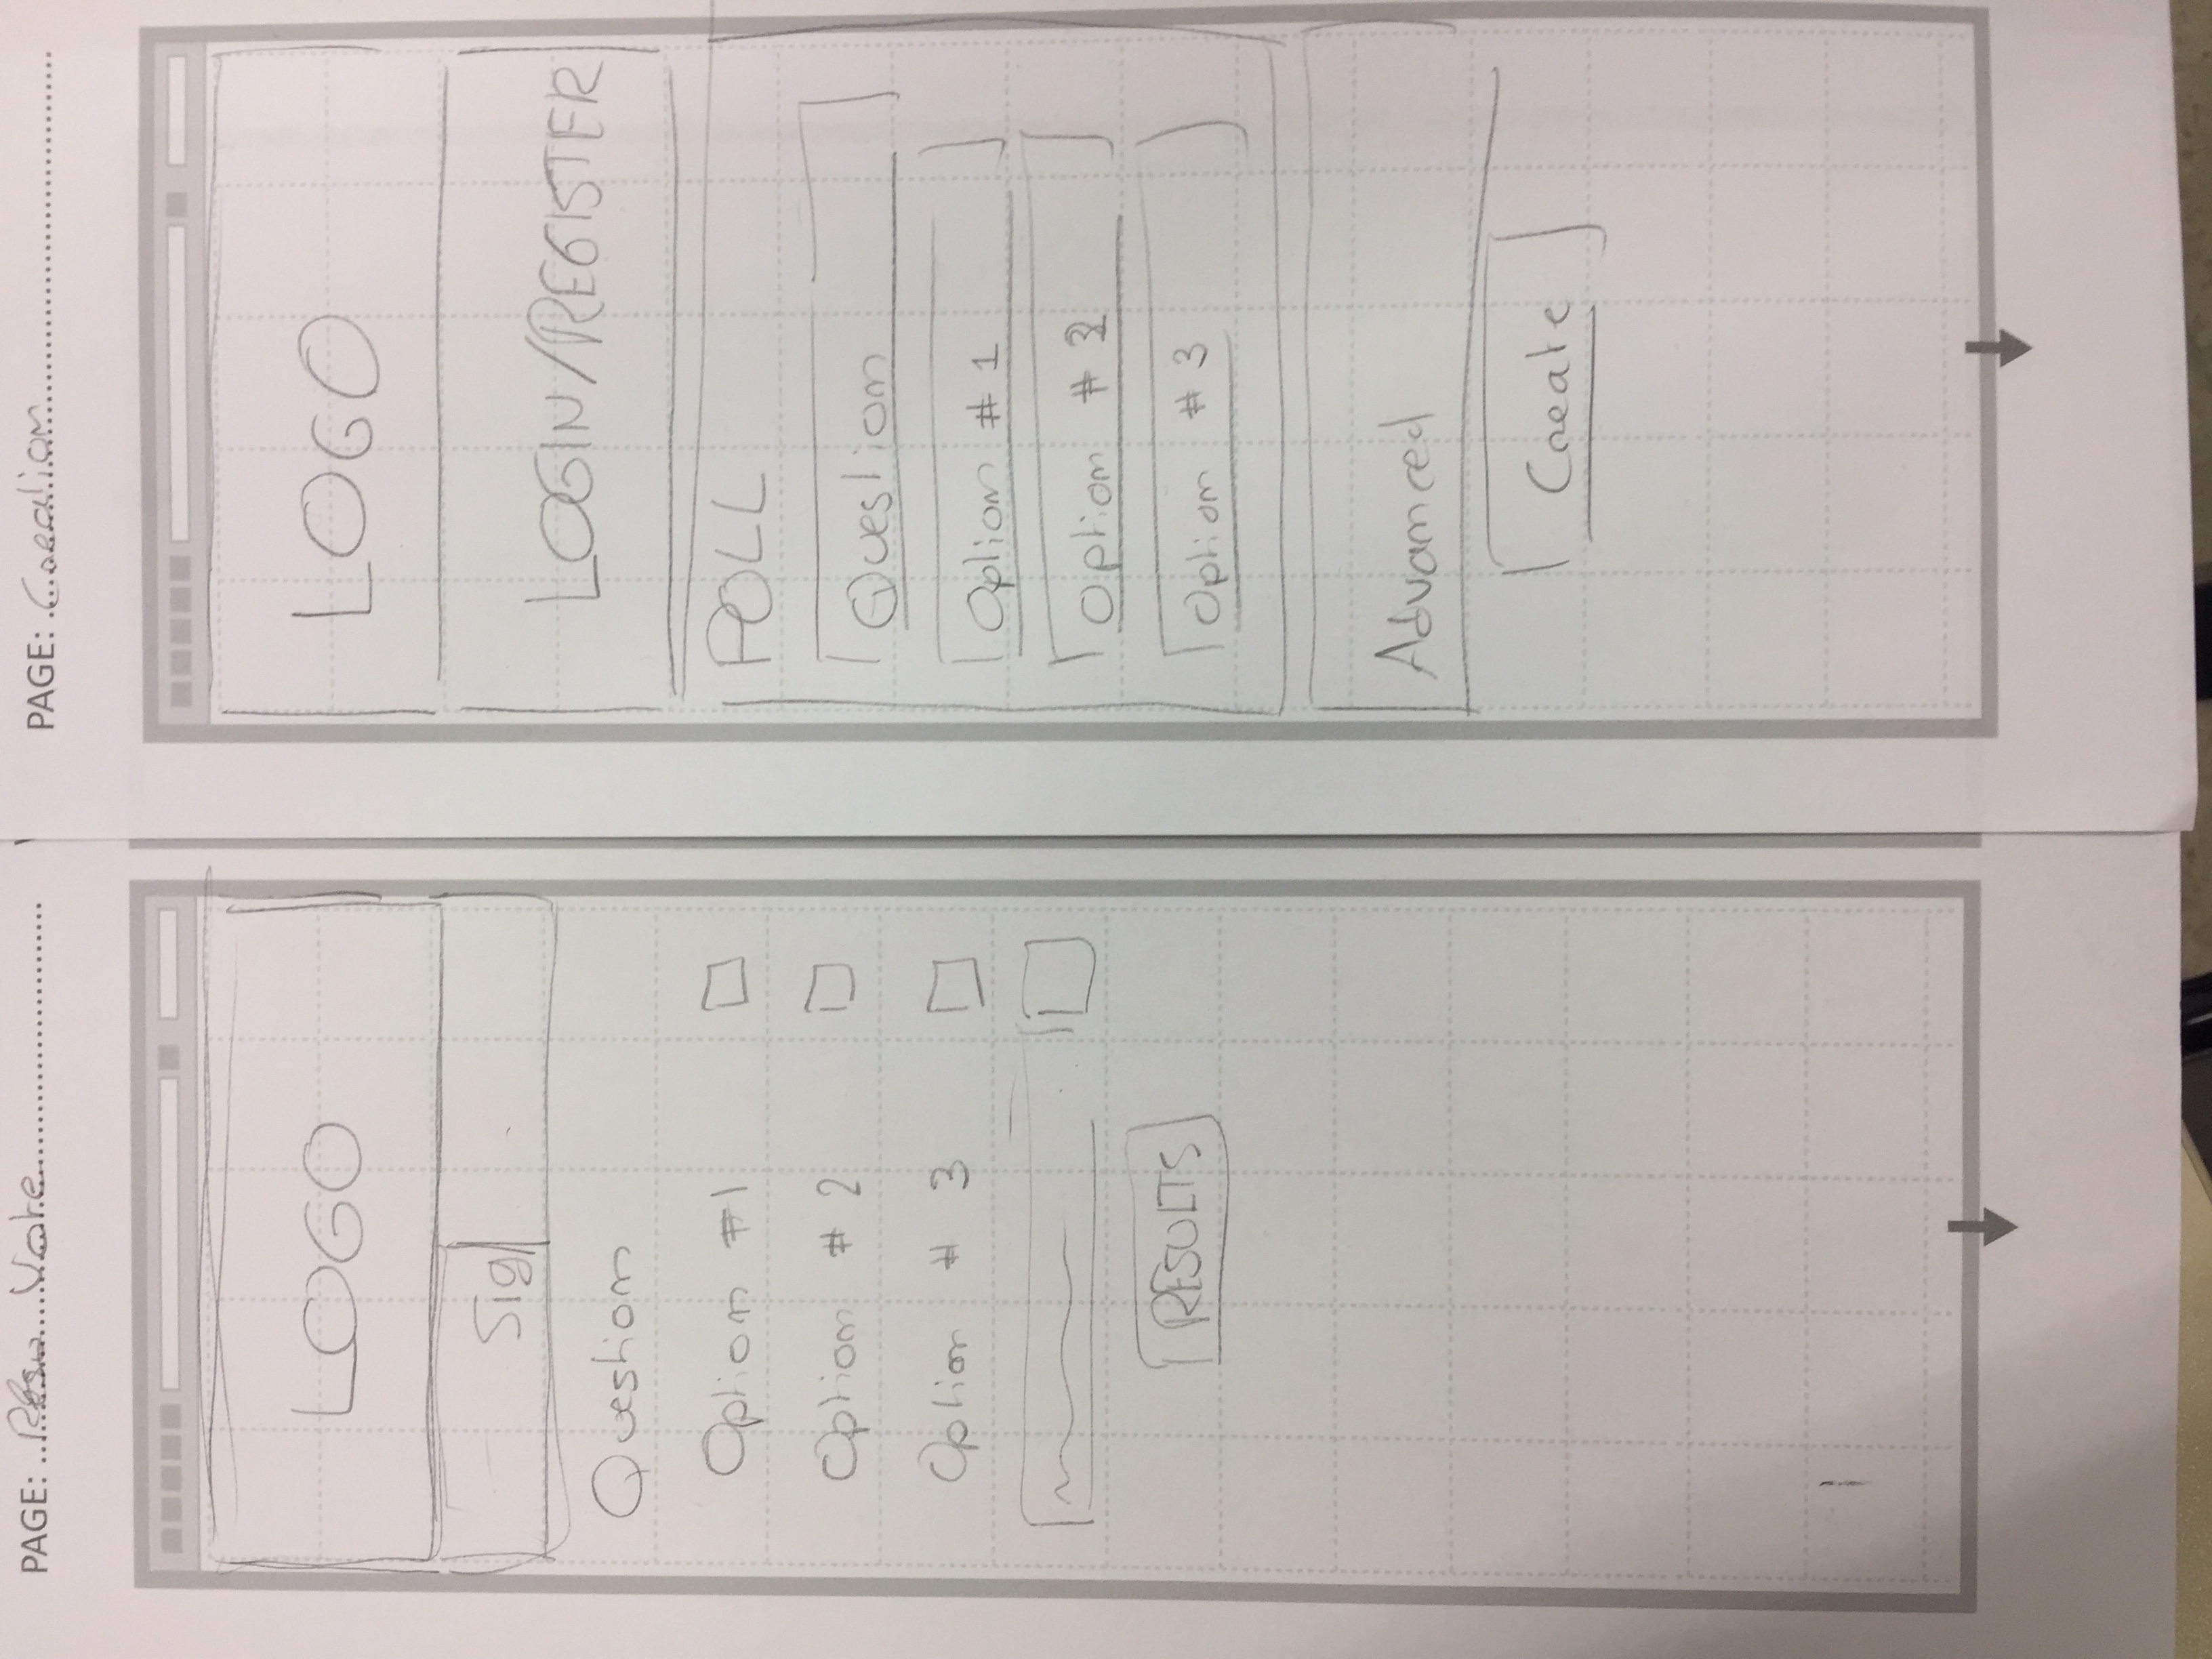 PAGE: Vote
LOGO
Sig
Question
Option #1
Option # 2
Option # 3
RESULTS
PAGE: Creation
LOGO
LOGIN/REGISTER
POLL
Question
Option # 1
Option # 2
Option # 3
Advanced
Create